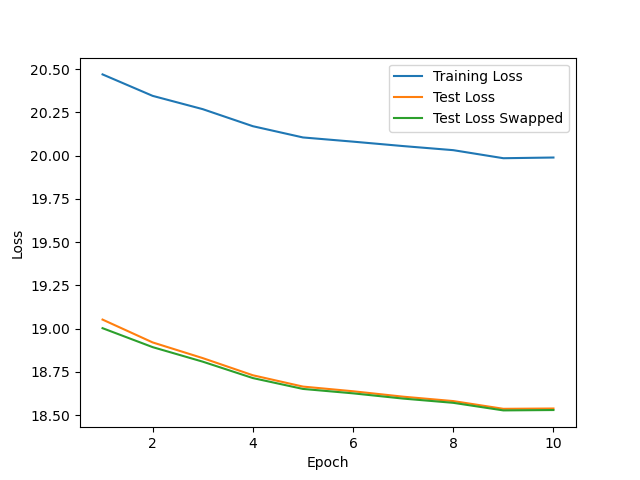 20.50
20.25
20.00
19.75
19.50
19.25
19.00
18.75
18.50
Loss
Training Loss
Test Loss
Test Loss Swapped
2 4 6 8 10
Epoch